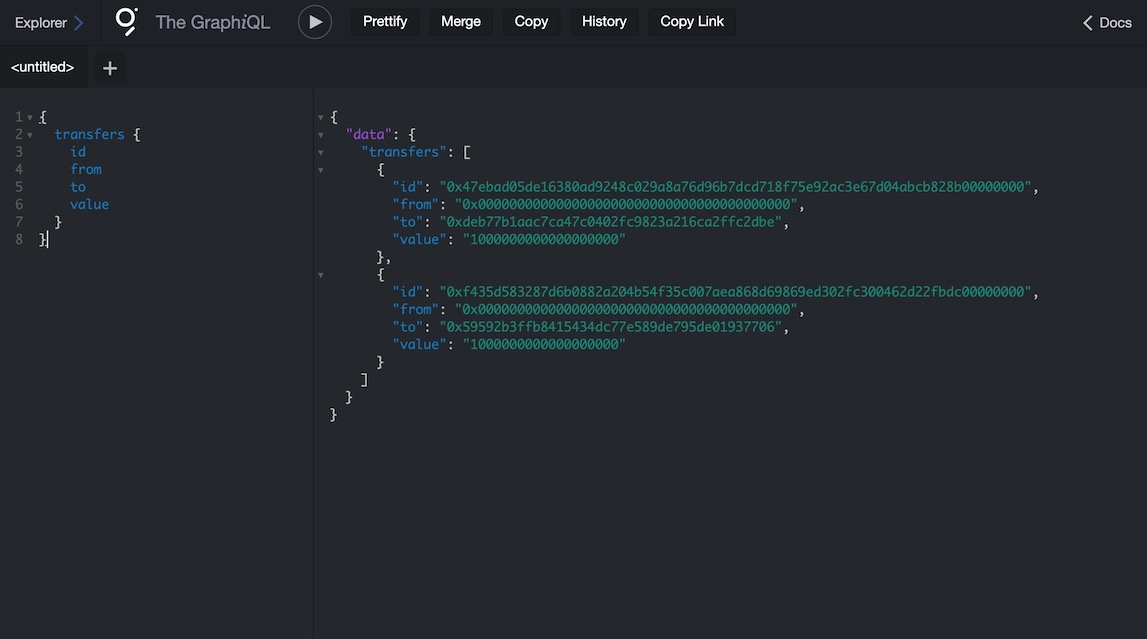 Explorer
The GraphiQL
Prettify Merge Copy History Copy Link
Docs
<untitled> +
1 {
2 transfers {
3 id
4 from
5 to
6 value
7 }
8 }
{
"data": {
"transfers": [
{
"id": "0x47ebad05de16380ad9248c029a8a76d96b7dcd718f75e92ac3e67d04abcb828b00000000",
"from": "0x0000000000000000000000000000000000000000",
"to": "0xdeb77b1aac7ca47c0402fc9823a216ca2ffc2dbe",
"value": "1000000000000000000"
},
{
"id": "0xf435d583287d6b0882a204b54f35c007aea868d69869ed302fc300462d22fbdc00000000",
"from": "0x0000000000000000000000000000000000000000",
"to": "0x59592b3ffb8415434dc77e589de795de01937706",
"value": "1000000000000000000"
}
]
}
}